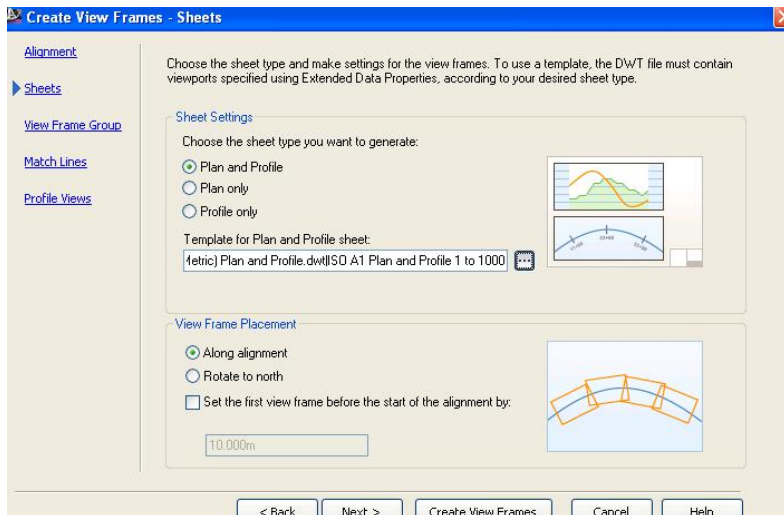 Create View Frames - Sheets
Alignment
Sheets
View Frame Group
Match Lines
Profile Views
Choose the sheet type and make settings for the view frames. To use a template, the DWT file must contain
viewports specified using Extended Data Properties, according to your desired sheet type.
Sheet Settings
Choose the sheet type you want to generate:
Plan and Profile
Plan only
Profile only
Template for Plan and Profile sheet:
Metric) Plan and Profile.dwt|ISO A1 Plan and Profile 1 to 1000
...
View Frame Placement
Along alignment
Rotate to north
Set the first view frame before the start of the alignment by:
10.000m
< Back Next > Create View Frames Cancel Help